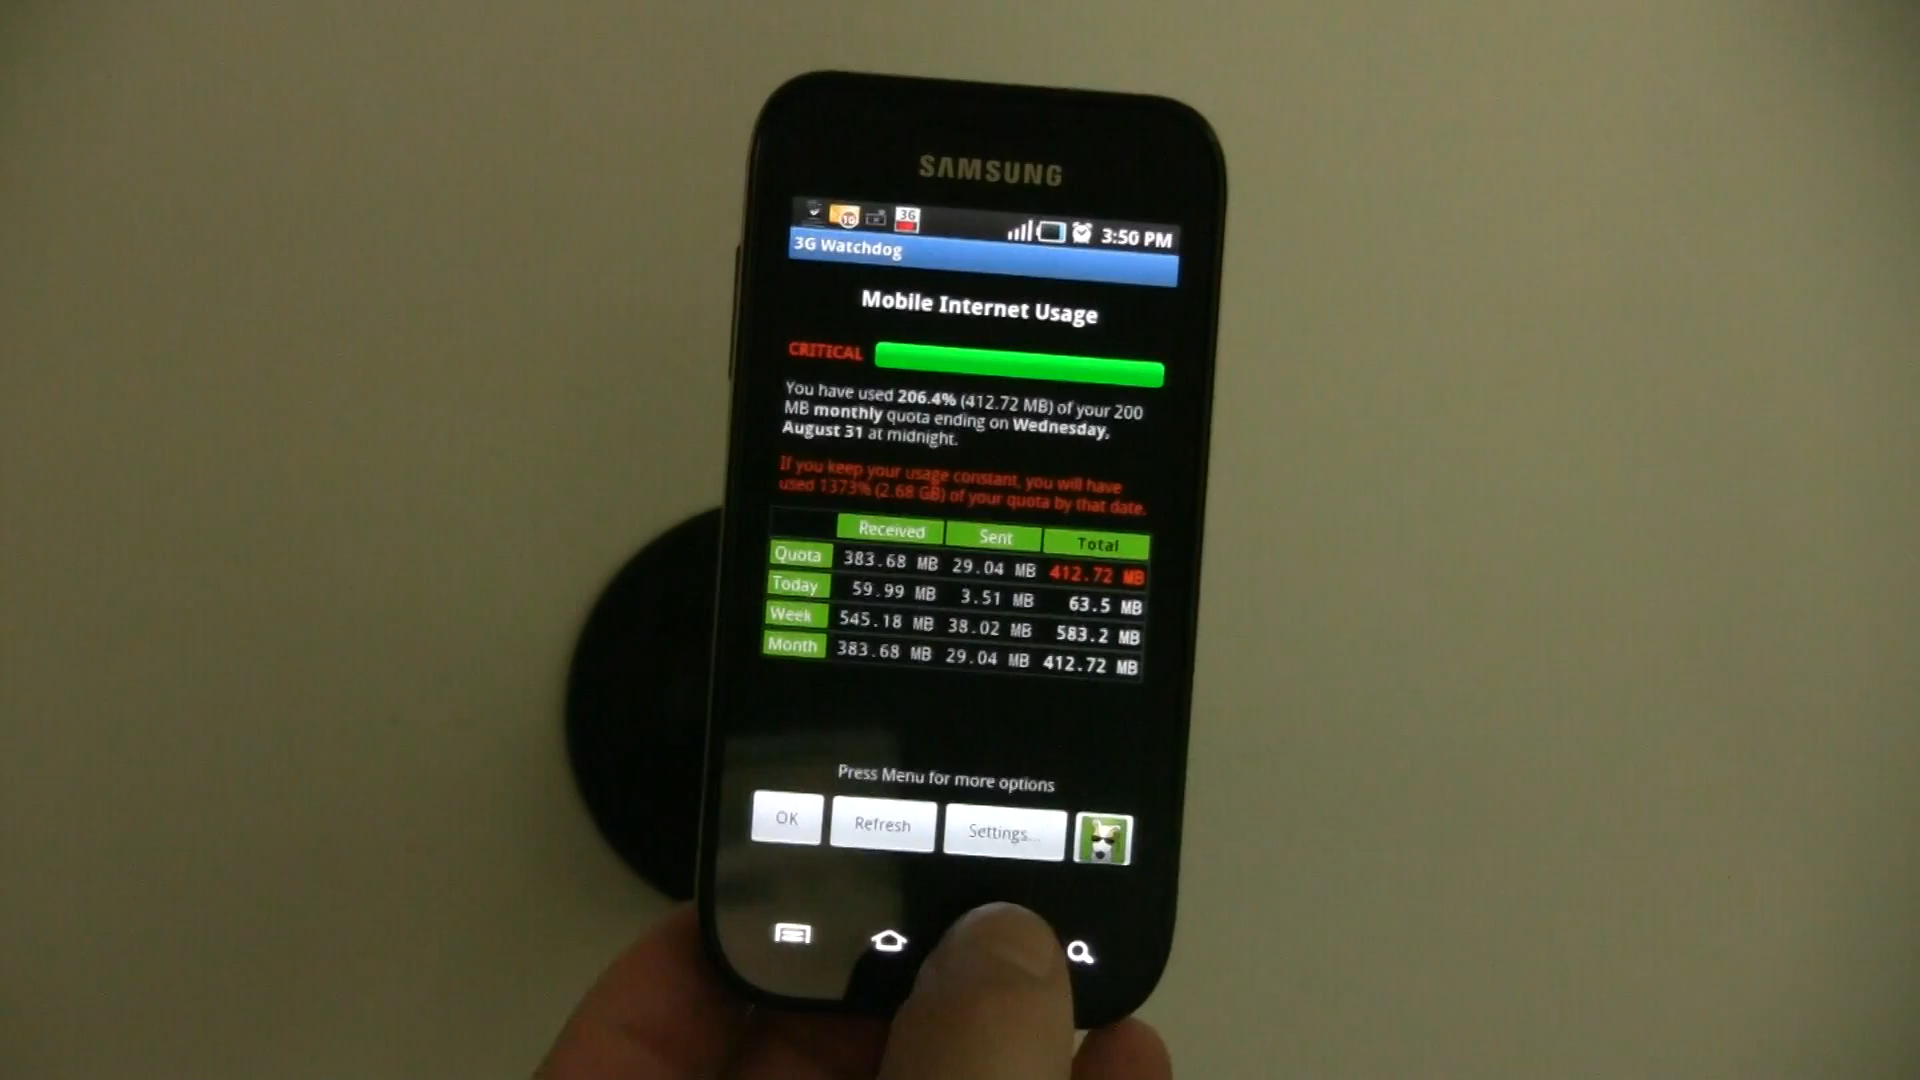 SAMSUNG
3G 3:50 PM
3G Watchdog
Mobile Internet Usage
CRITICAL
You have used 206.4% (412.72 MB) of your 200
MB monthly quota ending on Wednesday,
August 31 at midnight.
If you keep your usage constant, you will have
used 1373% (2.68 GB) of your quota by that date.
Received Sent Total
Quota 383.68 MB 29.04 MB 412.72 MB
Today 59.99 MB 3.51 MB 63.5 MB
Week 545.18 MB 38.02 MB 583.2 MB
Month 383.68 MB 29.04 MB 412.72 MB
Press Menu for more options
OK Refresh Settings...